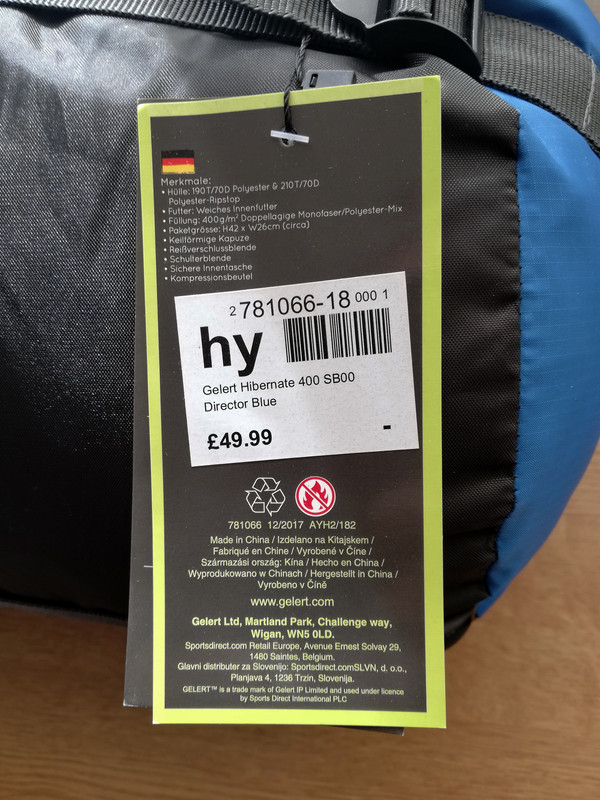 Merkmale:
• Hülle: 190T/70D Polyester & 210T/70D
Polyester-Ripstop
• Futter: Weiches Innenfutter
• Füllung: 400g/m² Doppellagige Monofaser/Polyester-Mix
• Paketgrösse: H42 x W26cm (circa)
• Keilförmige Kapuze
• Reißverschlussblende
• Schulterblende
• Sichere Innentasche
• Kompressionsbeutel
2 781066-18 000 1
hy
Gelert Hibernate 400 SB00
Director Blue
£49.99 -
781066 12/2017 AYH2/182
Made in China / Izdelano na Kitajskem /
Fabriqué en Chine / Vyrobené v Číne /
Származási ország: Kína / Hecho en China /
Wyprodukowano w Chinach / Hergestellt in China /
Vyrobeno v Číně
www.gelert.com
Gelert Ltd, Martland Park, Challenge way,
Wigan, WN5 0LD.
Sportsdirect.com Retail Europe, Avenue Ernest Solvay 29,
1480 Saintes, Belgium.
Glavni distributer za Slovenijo: Sportsdirect.comSLVN, d. o.o.,
Planjava 4, 1236 Trzin, Slovenija.
GELERT™ is a trade mark of Gelert IP Limited and used under licence
by Sports Direct International PLC